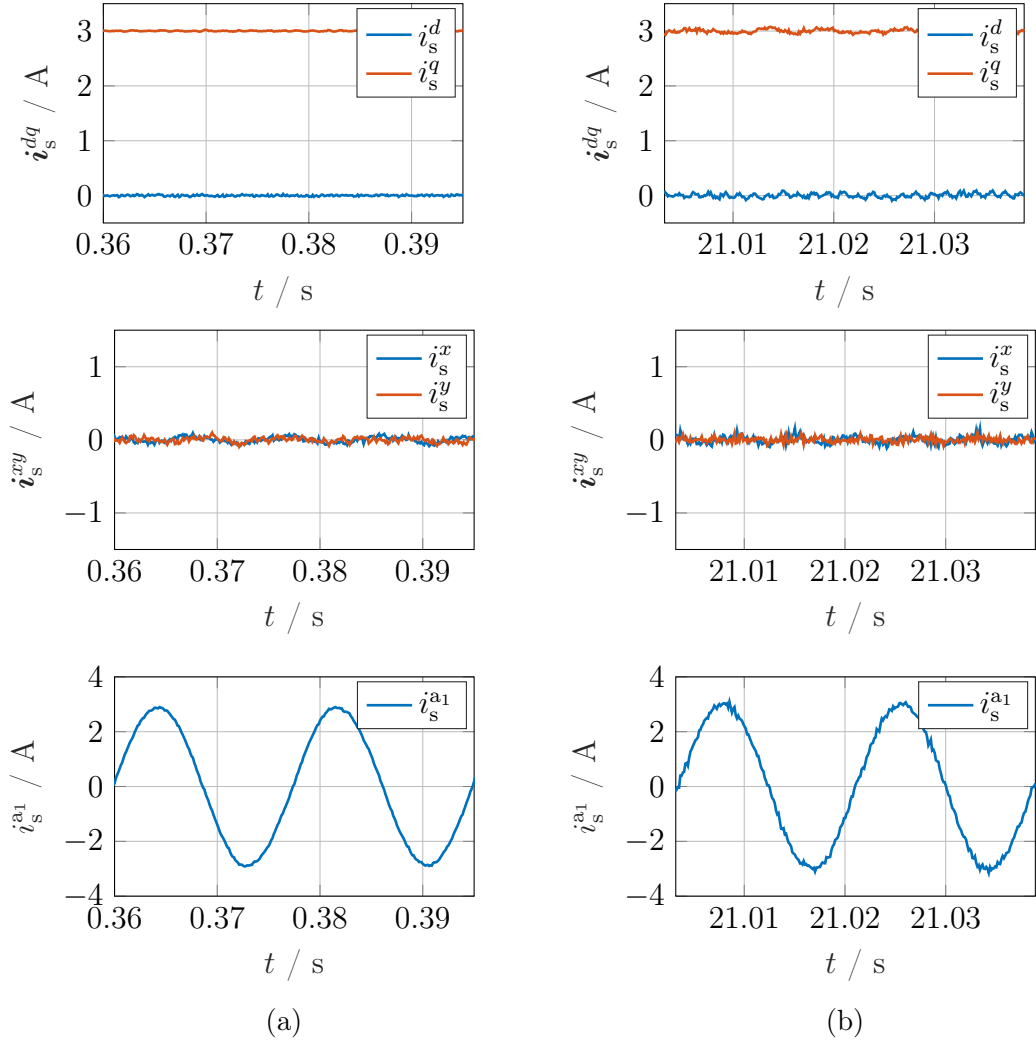 3
2
1
0
i_s^{dq} / A
i_s^d
i_s^q
0.36 0.37 0.38 0.39
t / s
3
2
1
0
i_s^{dq} / A
i_s^d
i_s^q
21.01 21.02 21.03
t / s
1
0
−1
i_s^{xy} / A
i_s^x
i_s^y
0.36 0.37 0.38 0.39
t / s
1
0
−1
i_s^{xy} / A
i_s^x
i_s^y
21.01 21.02 21.03
t / s
4
2
0
−2
−4
i_s^{a_1} / A
i_s^{a_1}
0.36 0.37 0.38 0.39
t / s
(a)
4
2
0
−2
−4
i_s^{a_1} / A
i_s^{a_1}
21.01 21.02 21.03
t / s
(b)